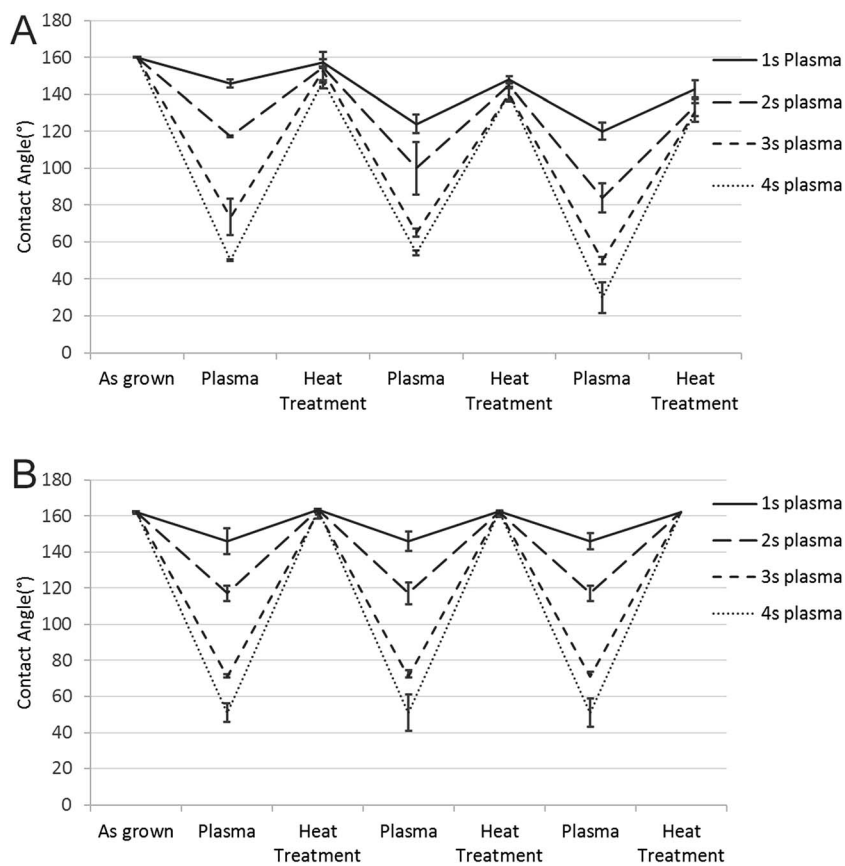 A
Contact Angle(°)
180
160
140
120
100
80
60
40
20
0
As grown
Plasma
Heat
Treatment
Plasma
Heat
Treatment
Plasma
Heat
Treatment
1s Plasma
2s plasma
3s plasma
4s plasma
B
Contact Angle(°)
180
160
140
120
100
80
60
40
20
0
As grown
Plasma
Heat
Treatment
Plasma
Heat
Treatment
Plasma
Heat
Treatment
1s plasma
2s plasma
3s plasma
4s plasma